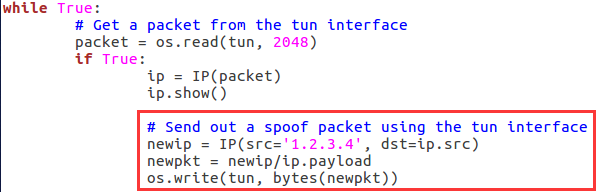 while True:
        # Get a packet from the tun interface
        packet = os.read(tun, 2048)
        if True:
                ip = IP(packet)
                ip.show()
                # Send out a spoof packet using the tun interface
                newip = IP(src='1.2.3.4', dst=ip.src)
                newpkt = newip/ip.payload
                os.write(tun, bytes(newpkt))